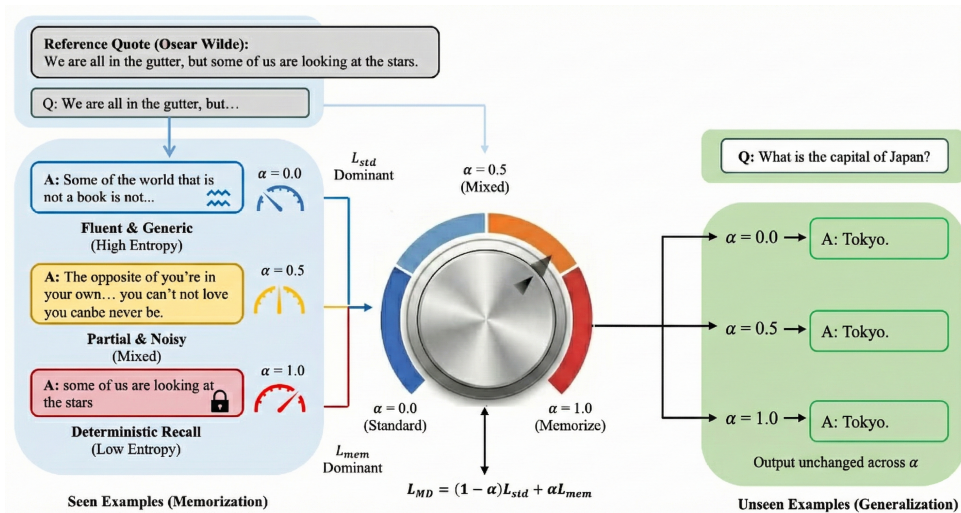 Reference Quote (Osear Wilde):
We are all in the gutter, but some of us are looking at the stars.
Q: We are all in the gutter, but…
A: Some of the world that is
not a book is not...
α = 0.0
Fluent & Generic
(High Entropy)
A: The opposite of you're in
your own… you can't not love
you canbe never be.
α = 0.5
Partial & Noisy
(Mixed)
A: some of us are looking at
the stars
α = 1.0
Deterministic Recall
(Low Entropy)
Seen Examples (Memorization)
L_std
Dominant
L_mem
Dominant
α = 0.5
(Mixed)
α = 0.0
(Standard)
α = 1.0
(Memorize)
L_MD = (1 − α)L_std + αL_mem
Q: What is the capital of Japan?
α = 0.0
A: Tokyo.
α = 0.5
A: Tokyo.
α = 1.0
A: Tokyo.
Output unchanged across α
Unseen Examples (Generalization)